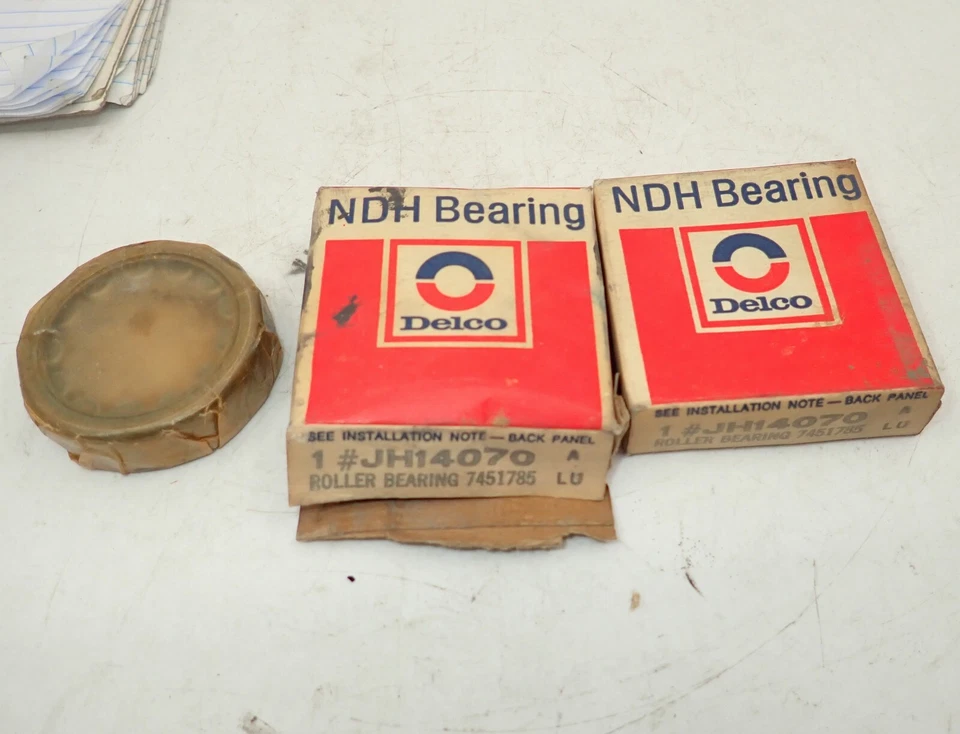 NDH Bearing
Delco
SEE INSTALLATION NOTE — BACK PANEL
1 #JH14070 A
ROLLER BEARING 7451785 LU
NDH Bearing
Delco
SEE INSTALLATION NOTE — BACK PANEL
1 #JH14070 A
ROLLER BEARING 7451785 LU